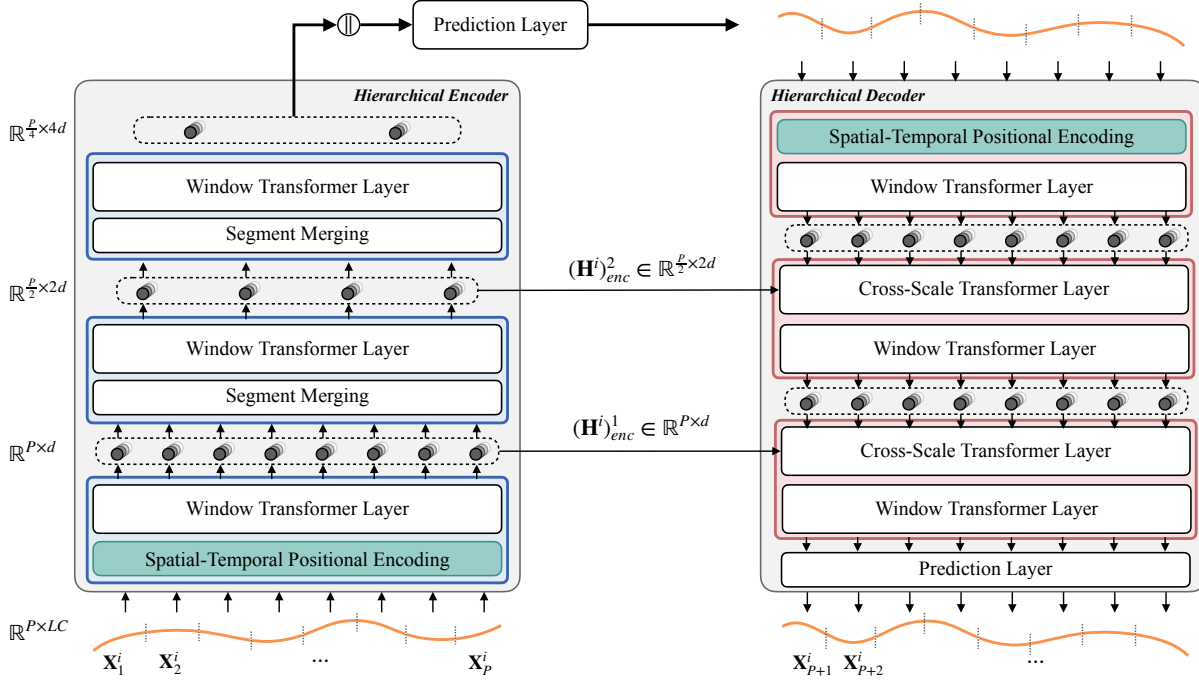 ||
Prediction Layer
Hierarchical Encoder
ℝ^{P/4×4d}
Window Transformer Layer
Segment Merging
ℝ^{P/2×2d}
Window Transformer Layer
Segment Merging
ℝ^{P×d}
Window Transformer Layer
Spatial-Temporal Positional Encoding
ℝ^{P×LC}
X_1^i X_2^i ... X_P^i
(H^i)_{enc}^2 ∈ ℝ^{P/2×2d}
(H^i)_{enc}^1 ∈ ℝ^{P×d}
Hierarchical Decoder
Spatial-Temporal Positional Encoding
Window Transformer Layer
Cross-Scale Transformer Layer
Window Transformer Layer
Cross-Scale Transformer Layer
Window Transformer Layer
Prediction Layer
X_{P+1}^i X_{P+2}^i ...